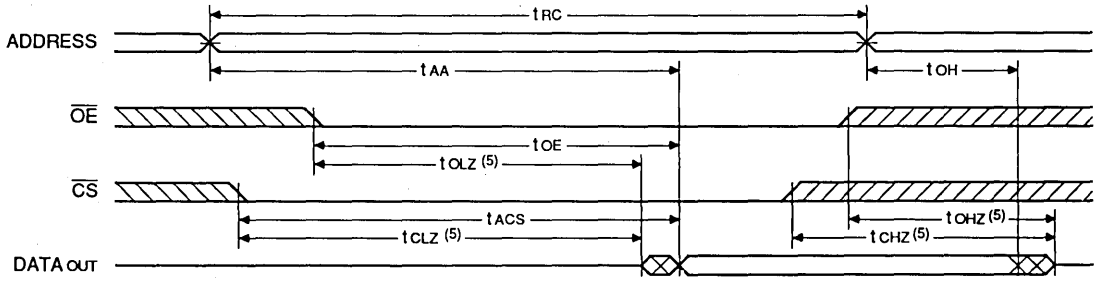 tRC
ADDRESS
tAA
tOH
OE
tOE
tOLZ (5)
CS
tACS
tOHZ (5)
tCLZ (5)
tCHZ (5)
DATA OUT